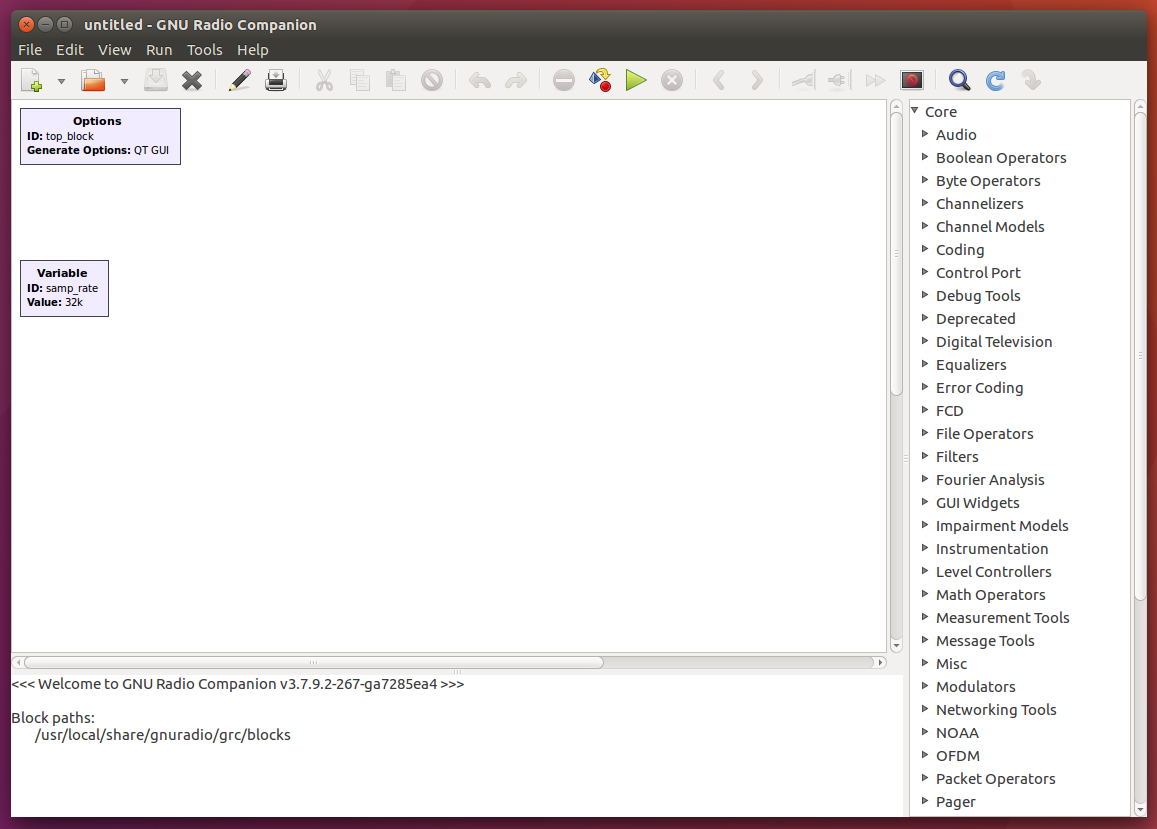 untitled - GNU Radio Companion
File Edit View Run Tools Help
Options
ID: top_block
Generate Options: QT GUI
Variable
ID: samp_rate
Value: 32k
<<< Welcome to GNU Radio Companion v3.7.9.2-267-ga7285ea4 >>>
Block paths:
/usr/local/share/gnuradio/grc/blocks
Core
Audio
Boolean Operators
Byte Operators
Channelizers
Channel Models
Coding
Control Port
Debug Tools
Deprecated
Digital Television
Equalizers
Error Coding
FCD
File Operators
Filters
Fourier Analysis
GUI Widgets
Impairment Models
Instrumentation
Level Controllers
Math Operators
Measurement Tools
Message Tools
Misc
Modulators
Networking Tools
NOAA
OFDM
Packet Operators
Pager